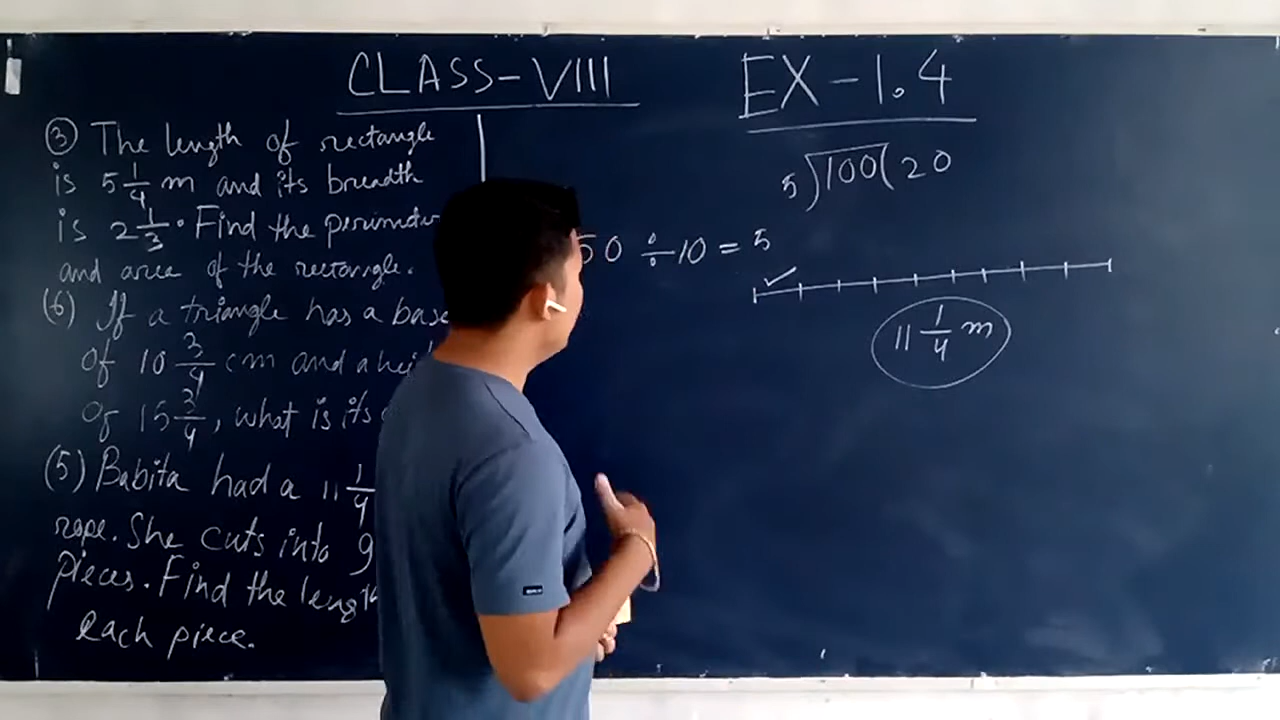 CLASS-VIII
EX-1.4
③ The length of rectangle
is 5 1/4 m and its breadth
is 2 1/3. Find the perimeter
and area of the rectangle.
(6) If a triangle has a base
of 10 3/4 cm and a
of 15 3/4, what is its
(5) Babita had a 11 1/4
rope. She cuts into 9
pieces. Find the
each piece.
5)100(20
50 ÷ 10 = 5
11 1/4 m